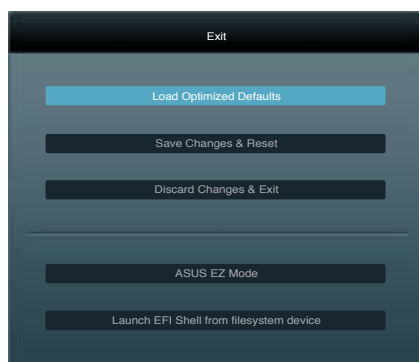 Exit
Load Optimized Defaults
Save Changes & Reset
Discard Changes & Exit
ASUS EZ Mode
Launch EFI Shell from filesystem device